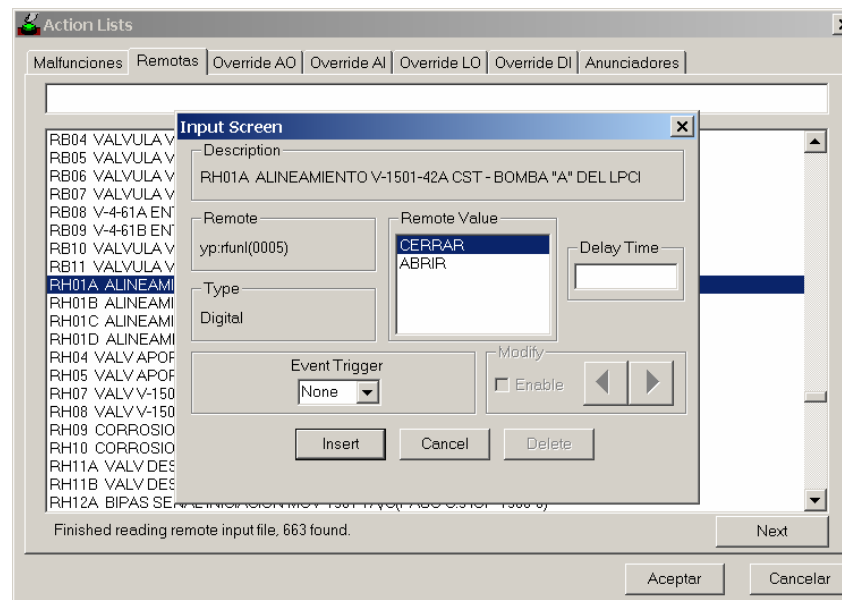 Action Lists
Malfunciones Remotas Override AO Override AI Override LO Override DI Anunciadores
RB04 VALVULA V
RB05 VALVULA V
RB06 VALVULA V
RB07 VALVULA V
RB08 V-4-61A EN
RB09 V-4-61B EN
RB10 VALVULA V
RB11 VALVULA V
RH01A ALINEAMI
RH01B ALINEAMI
RH01C ALINEAMI
RH01D ALINEAMI
RH04 VALV APOR
RH05 VALV APOR
RH07 VALV V-150
RH08 VALV V-150
RH09 CORROSIO
RH10 CORROSIO
RH11A VALV DES
RH11B VALV DES
RH12A BIPAS
Input Screen
Description
RH01A ALINEAMIENTO V-1501-42A CST - BOMBA "A" DEL LPCI
Remote
yp:rfunl(0005)
Type
Digital
Remote Value
CERRAR
ABRIR
Delay Time
Event Trigger
None
Modify
Enable
Insert Cancel Delete
Finished reading remote input file, 663 found.
Next
Aceptar Cancelar